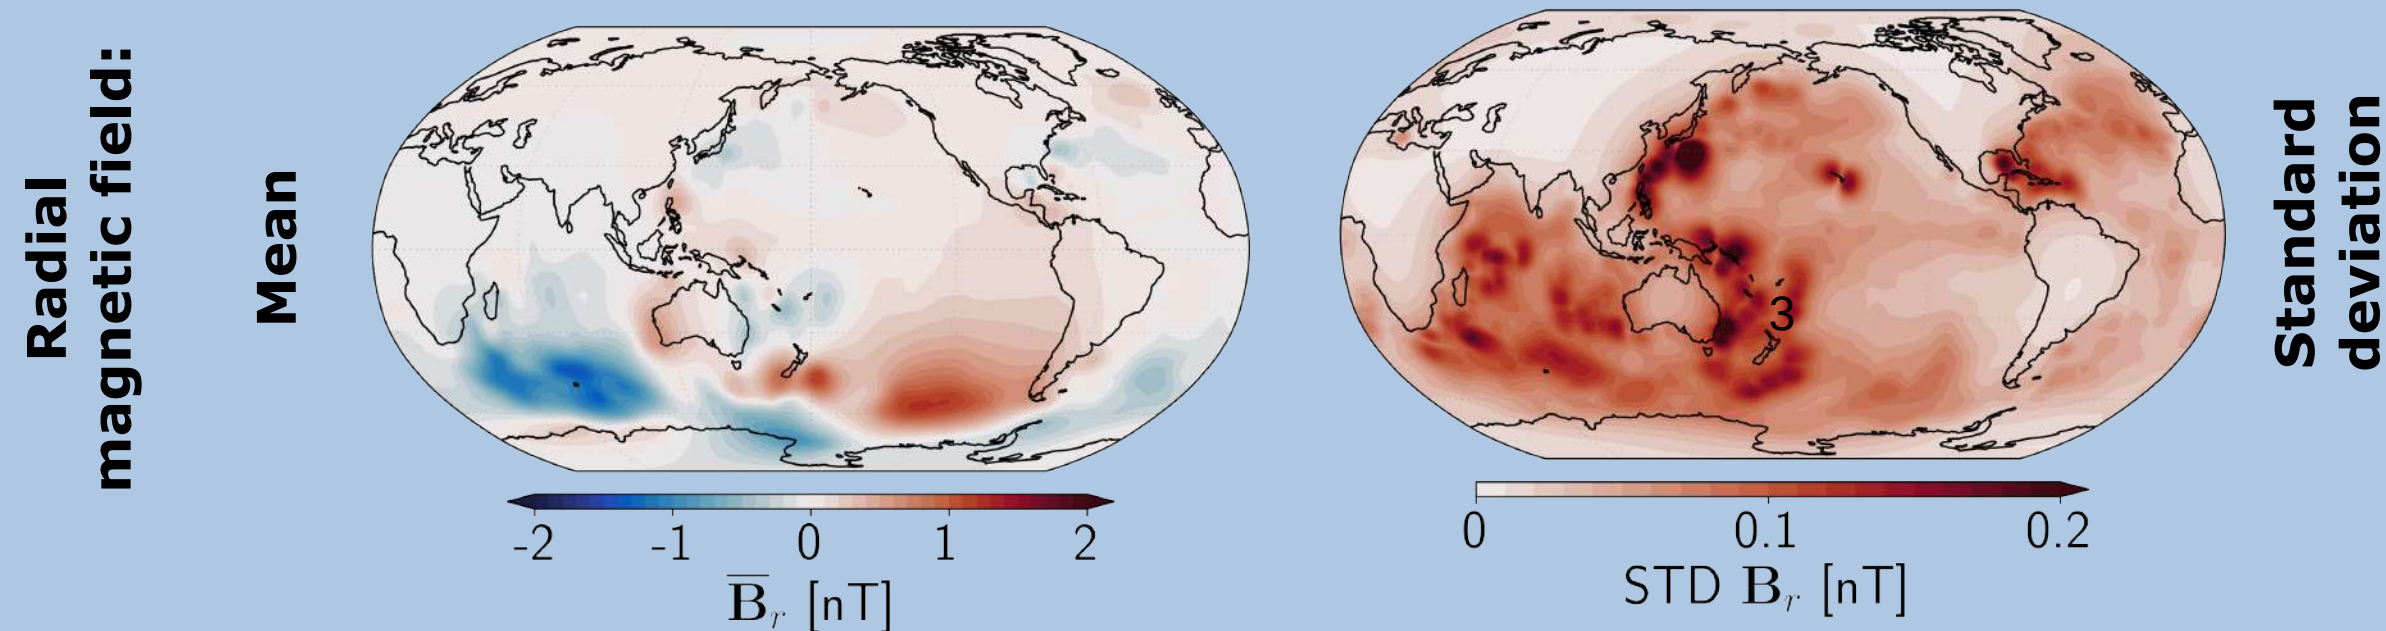 Radial
magnetic field:
Mean
-2 -1 0 1 2
B̅r [nT]
3
0 0.1 0.2
STD Br [nT]
Standard
deviation